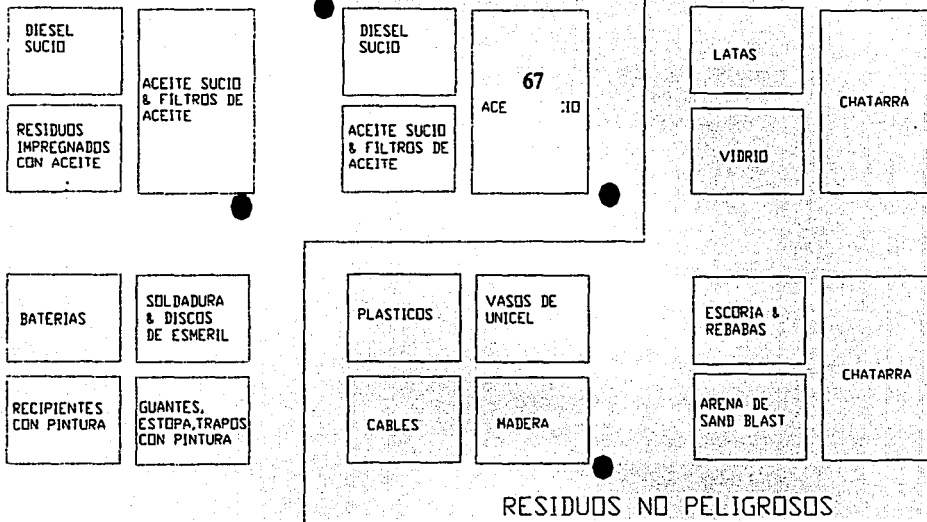 DIESEL
SUCIO
ACEITE SUCIO
& FILTROS DE
ACEITE
RESIDUOS
IMPREGNADOS
CON ACEITE
DIESEL
SUCIO
ACEITE SUCIO
& FILTROS DE
ACEITE
67
ACE
LATAS
VIDRIO
CHATARRA
BATERIAS
SOLDADURA
& DISCOS
DE ESMERIL
RECIPIENTES
CON PINTURA
GUANTES,
ESTOPA,TRAPOS
CON PINTURA
PLASTICOS
VASOS DE
UNICEL
CABLES
MADERA
ESCORIA &
REBABAS
ARENA DE
SAND BLAST
CHATARRA
RESIDUOS NO PELIGROSOS